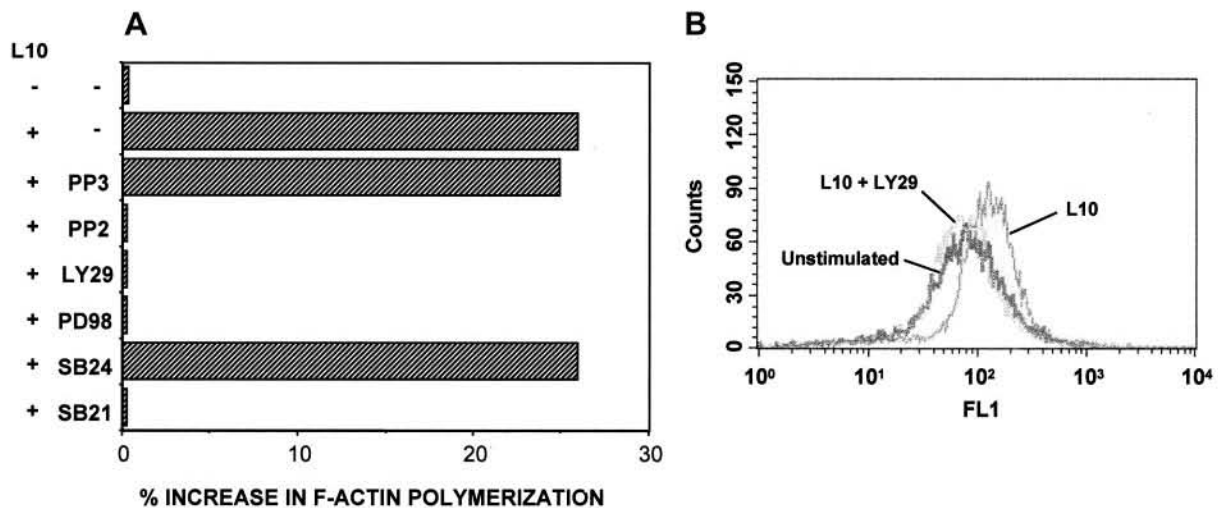 A
L10
- -
+ -
+ PP3
+ PP2
+ LY29
+ PD98
+ SB24
+ SB21
0 10 20 30
% INCREASE IN F-ACTIN POLYMERIZATION
B
150
120
90
60
30
0
Counts
L10 + LY29
L10
Unstimulated
10⁰ 10¹ 10² 10³ 10⁴
FL1